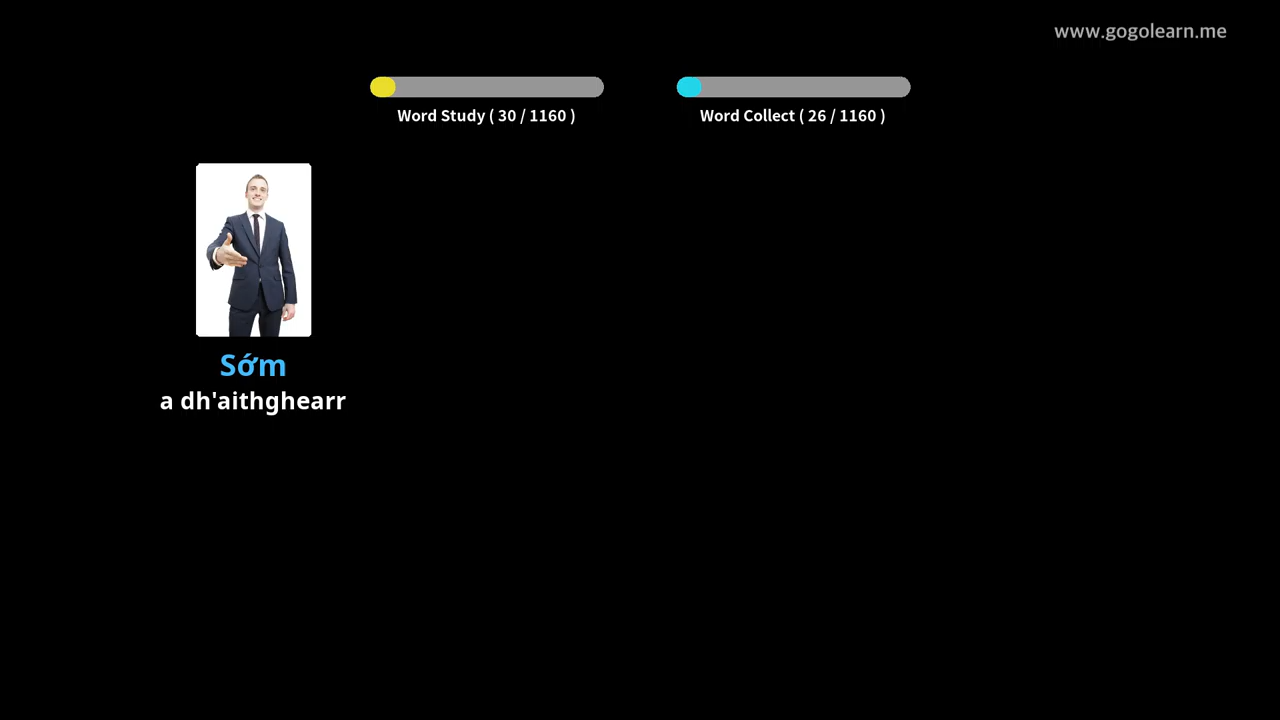 www.gogolearn.me
Word Study ( 30 / 1160 )
Word Collect ( 26 / 1160 )
Sớm
a dh'aithghearr